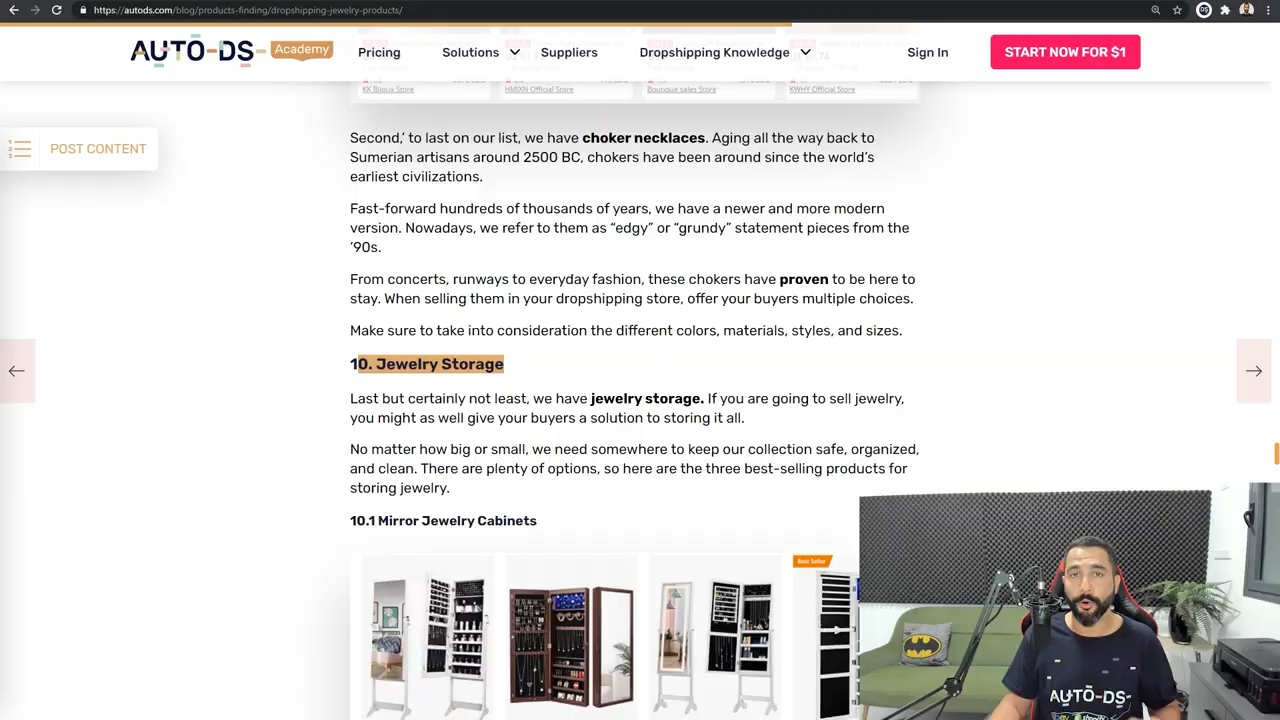 https://autods.com/blog/products-finding/dropshipping-jewelry-products/
AUTO-DS- Academy
Pricing
Solutions
Suppliers
Dropshipping Knowledge
Sign In
START NOW FOR $1
KK Bijoux Store
HMIXN Official Store
Boutique sales Store
KWHY Official Store
POST CONTENT
Second,’ to last on our list, we have choker necklaces. Aging all the way back to
Sumerian artisans around 2500 BC, chokers have been around since the world’s
earliest civilizations.
Fast-forward hundreds of thousands of years, we have a newer and more modern
version. Nowadays, we refer to them as “edgy” or “grundy” statement pieces from the
’90s.
From concerts, runways to everyday fashion, these chokers have proven to be here to
stay. When selling them in your dropshipping store, offer your buyers multiple choices.
Make sure to take into consideration the different colors, materials, styles, and sizes.
10. Jewelry Storage
Last but certainly not least, we have jewelry storage. If you are going to sell jewelry,
you might as well give your buyers a solution to storing it all.
No matter how big or small, we need somewhere to keep our collection safe, organized,
and clean. There are plenty of options, so here are the three best-selling products for
storing jewelry.
10.1 Mirror Jewelry Cabinets
Best Seller
AUTO-DS-